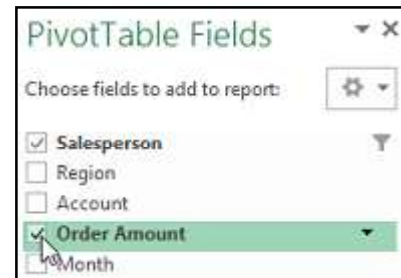 PivotTable Fields
Choose fields to add to report:
Salesperson
Region
Account
Order Amount
Month